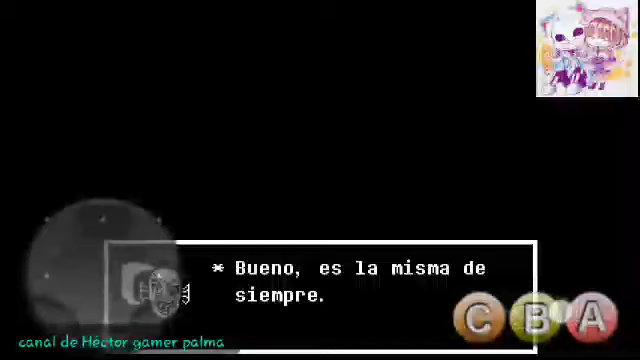 * Bueno, es la misma de
siempre.
C B A
canal de Héctor gamer palma